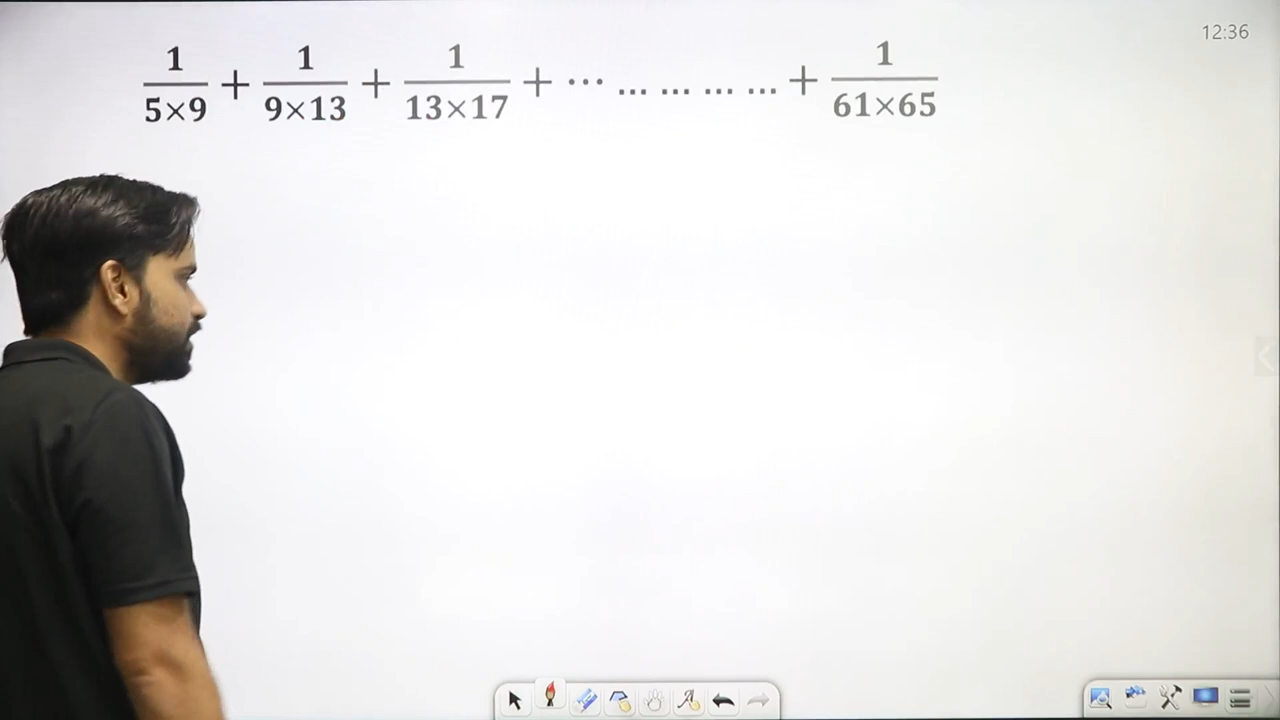 12:36
1/5×9 + 1/9×13 + 1/13×17 + ⋯ … … … … + 1/61×65